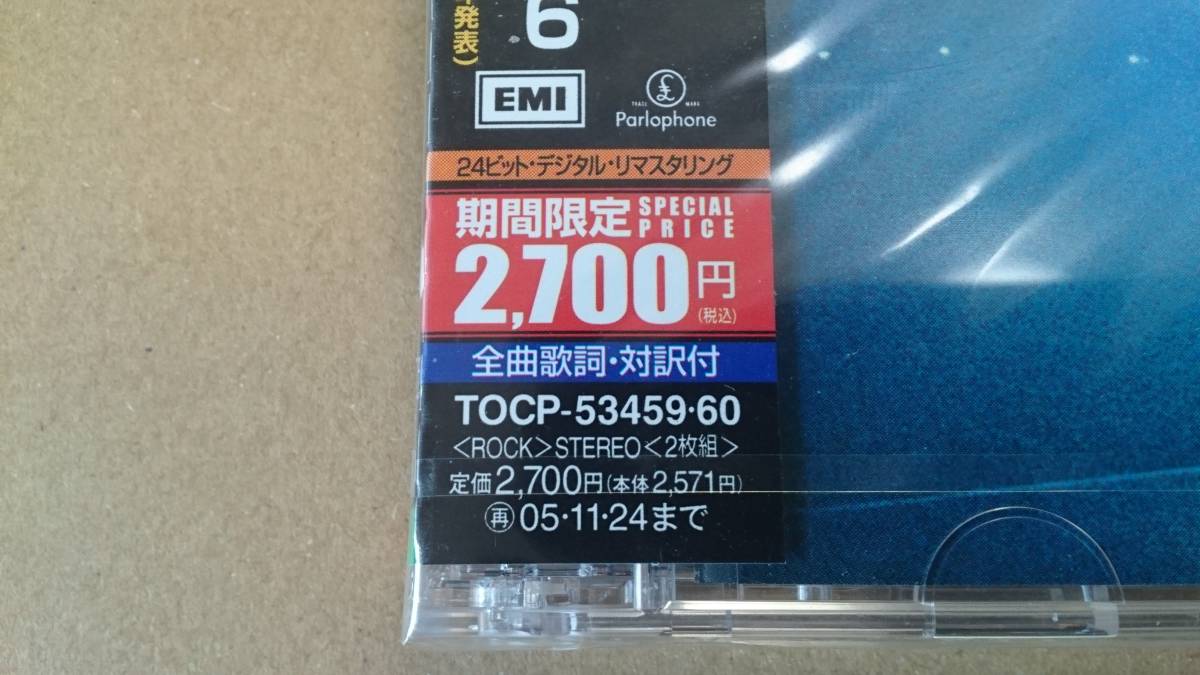 発表)
6
EMI
TRADE MARK
Parlophone
24ビット・デジタル・リマスタリング
期間限定 SPECIAL PRICE
2,700円
(税込)
全曲歌詞・対訳付
TOCP-53459・60
<ROCK>STEREO<2枚組>
定価2,700円(本体2,571円)
再 05・11・24まで